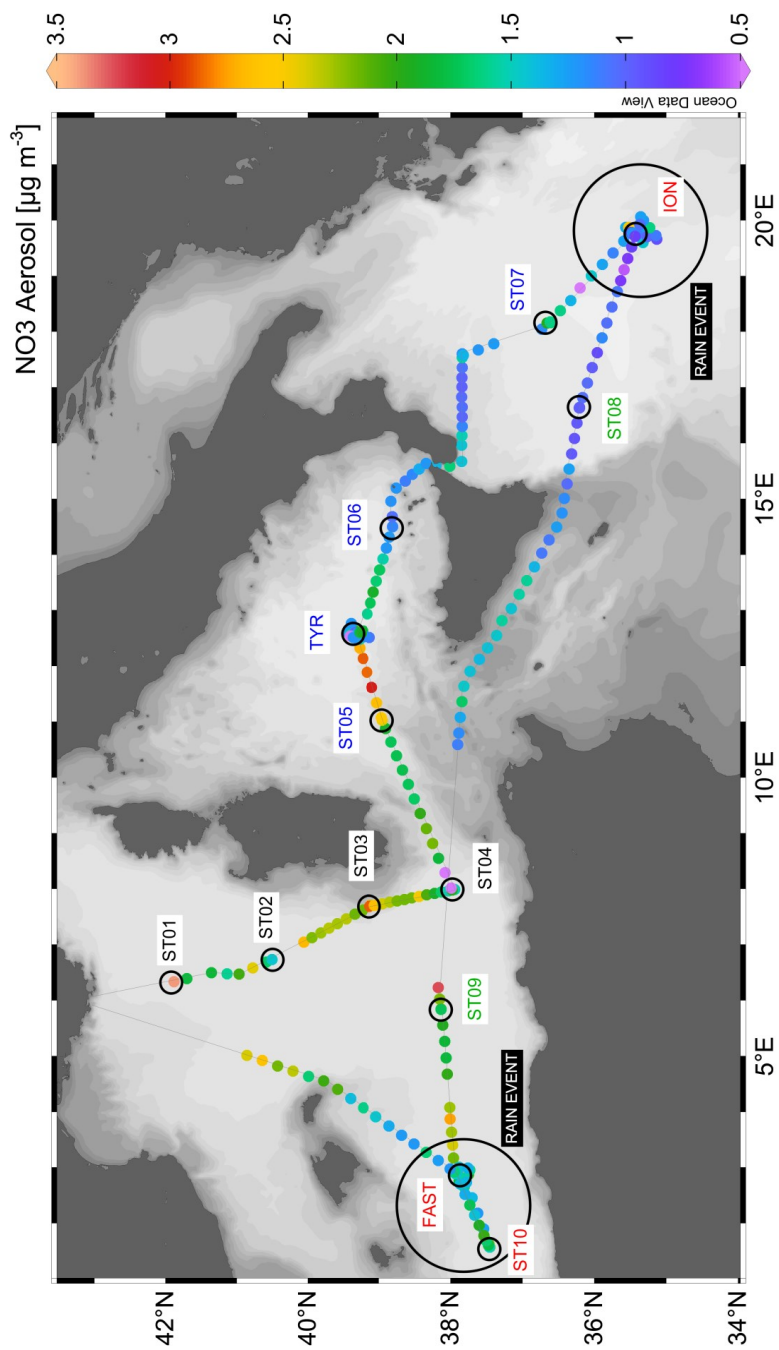 NO3 Aerosol [µg m⁻³]
3.5
3
2.5
2
1.5
1
0.5
Ocean Data View
42°N
40°N
38°N
36°N
34°N
5°E
10°E
15°E
20°E
ST01
ST02
ST03
ST04
ST05
TYR
ST06
ST07
ST08
ION
RAIN EVENT
ST09
FAST
ST10
RAIN EVENT